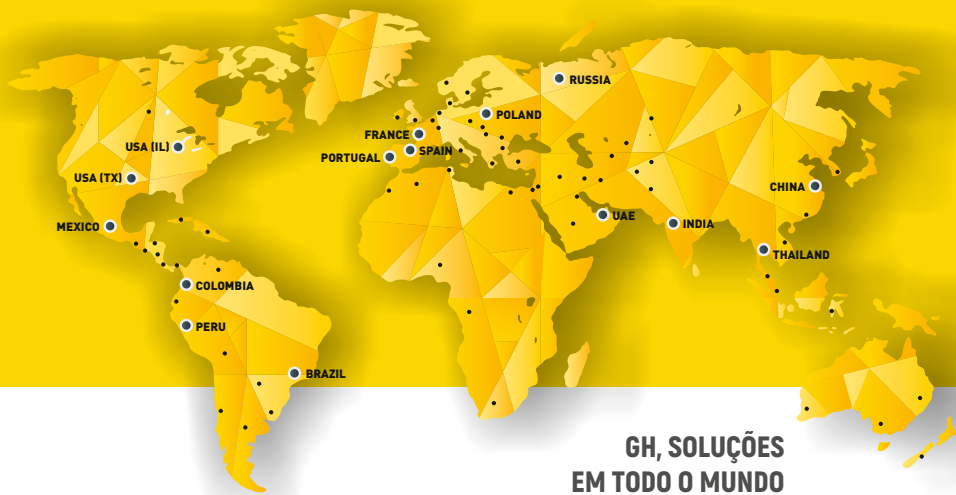 RUSSIA
POLAND
FRANCE
USA (IL)
SPAIN
PORTUGAL
USA (TX)
CHINA
UAE
MEXICO
INDIA
THAILAND
COLOMBIA
PERU
BRAZIL
GH, SOLUÇÕES
EM TODO O MUNDO